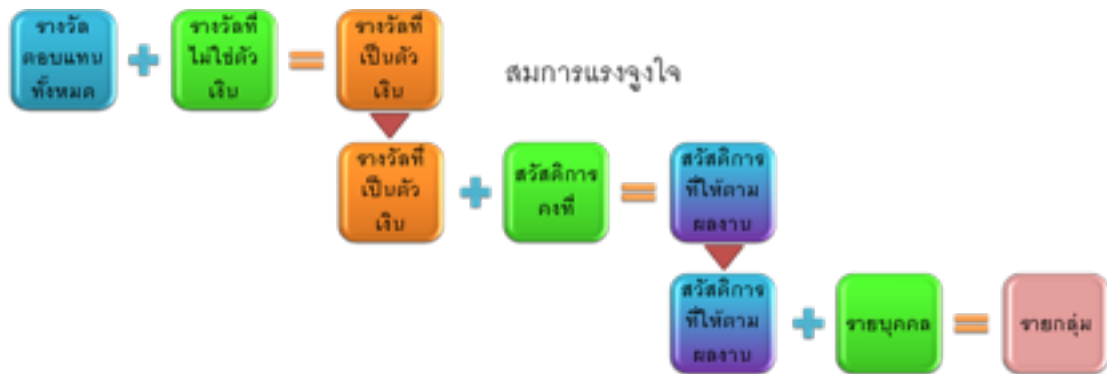 รางวัล
ตอบแทน
ทั้งหมด
+
รางวัลที่
ไม่ใช่ตัว
เงิน
=
รางวัลที่
เป็นตัว
เงิน
สมการแรงจูงใจ
รางวัลที่
เป็นตัว
เงิน
+
สวัสดิการ
คงที่
=
สวัสดิการ
ที่ให้ตาม
ผลงาน
สวัสดิการ
ที่ให้ตาม
ผลงาน
+
รายบุคคล
=
รายกลุ่ม